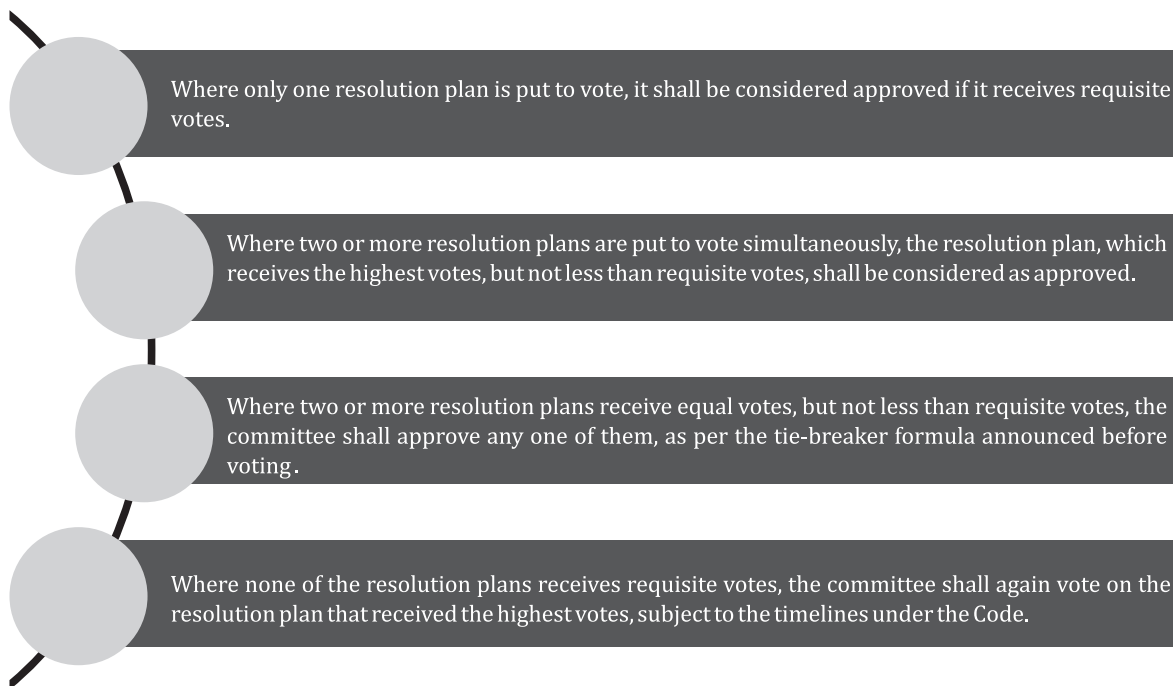 Where only one resolution plan is put to vote, it shall be considered approved if it receives requisite
votes.
Where two or more resolution plans are put to vote simultaneously, the resolution plan, which
receives the highest votes, but not less than requisite votes, shall be considered as approved.
Where two or more resolution plans receive equal votes, but not less than requisite votes, the
committee shall approve any one of them, as per the tie-breaker formula announced before
voting.
Where none of the resolution plans receives requisite votes, the committee shall again vote on the
resolution plan that received the highest votes, subject to the timelines under the Code.